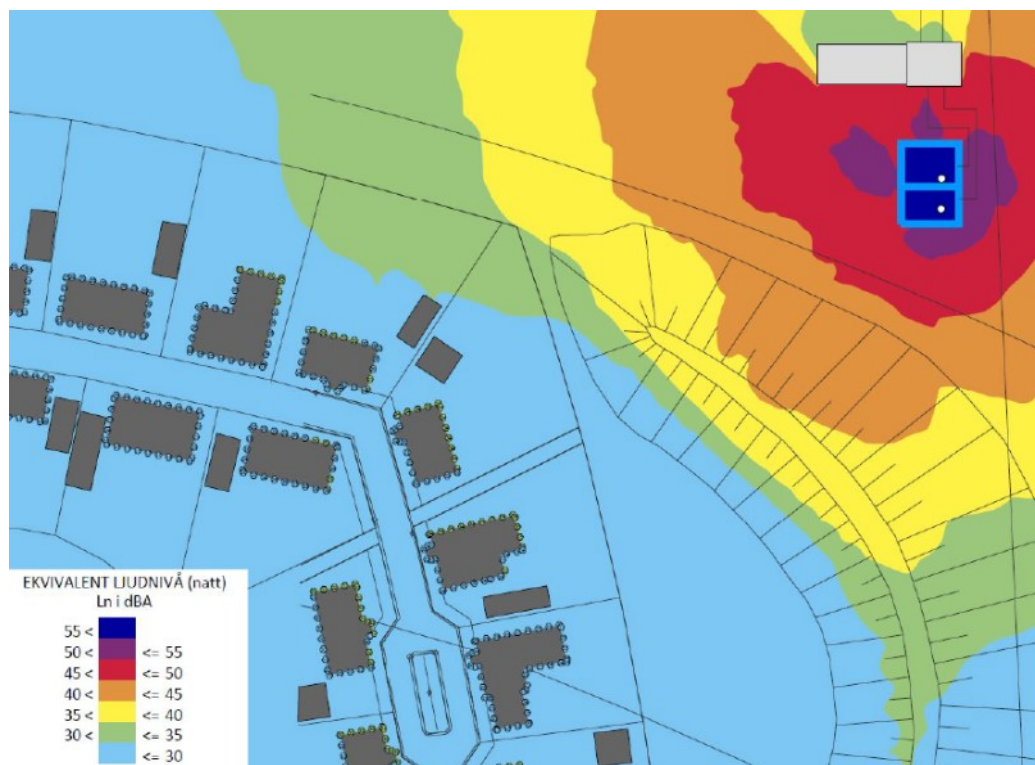 EKVIVALENT LJUDNIVÅ (natt)
Ln i dBA
55 <
50 < <= 55
45 < <= 50
40 < <= 45
35 < <= 40
30 < <= 35
<= 30